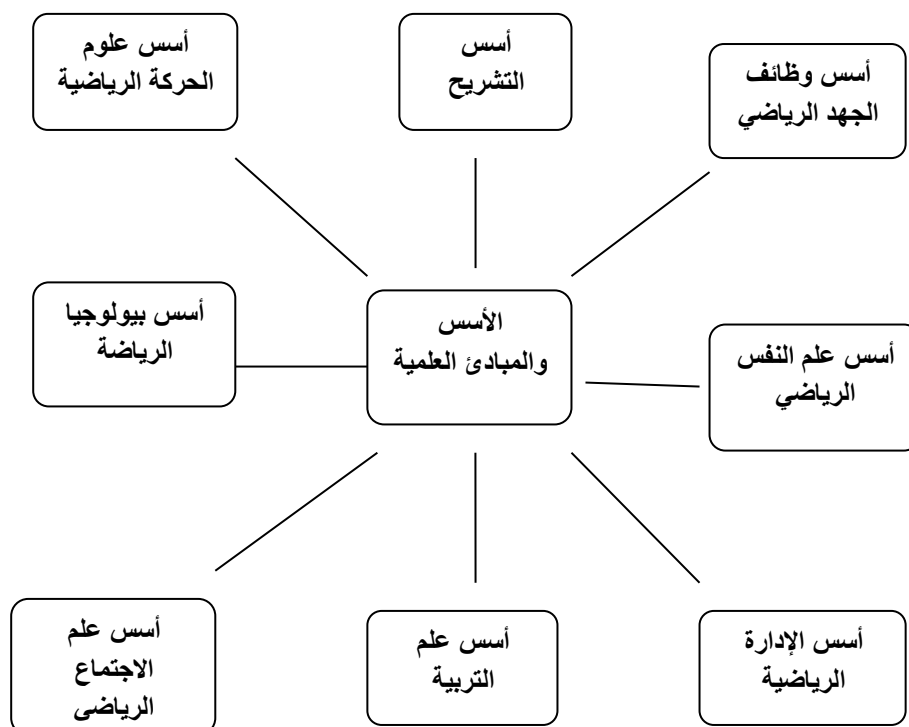 أسس علوم
الحركة الرياضية
أسس
التشريح
أسس وظائف
الجهد الرياضي
أسس بيولوجيا
الرياضة
الأسس
والمبادئ العلمية
أسس علم النفس
الرياضي
أسس علم
الاجتماع
الرياضي
أسس علم
التربية
أسس الإدارة
الرياضية